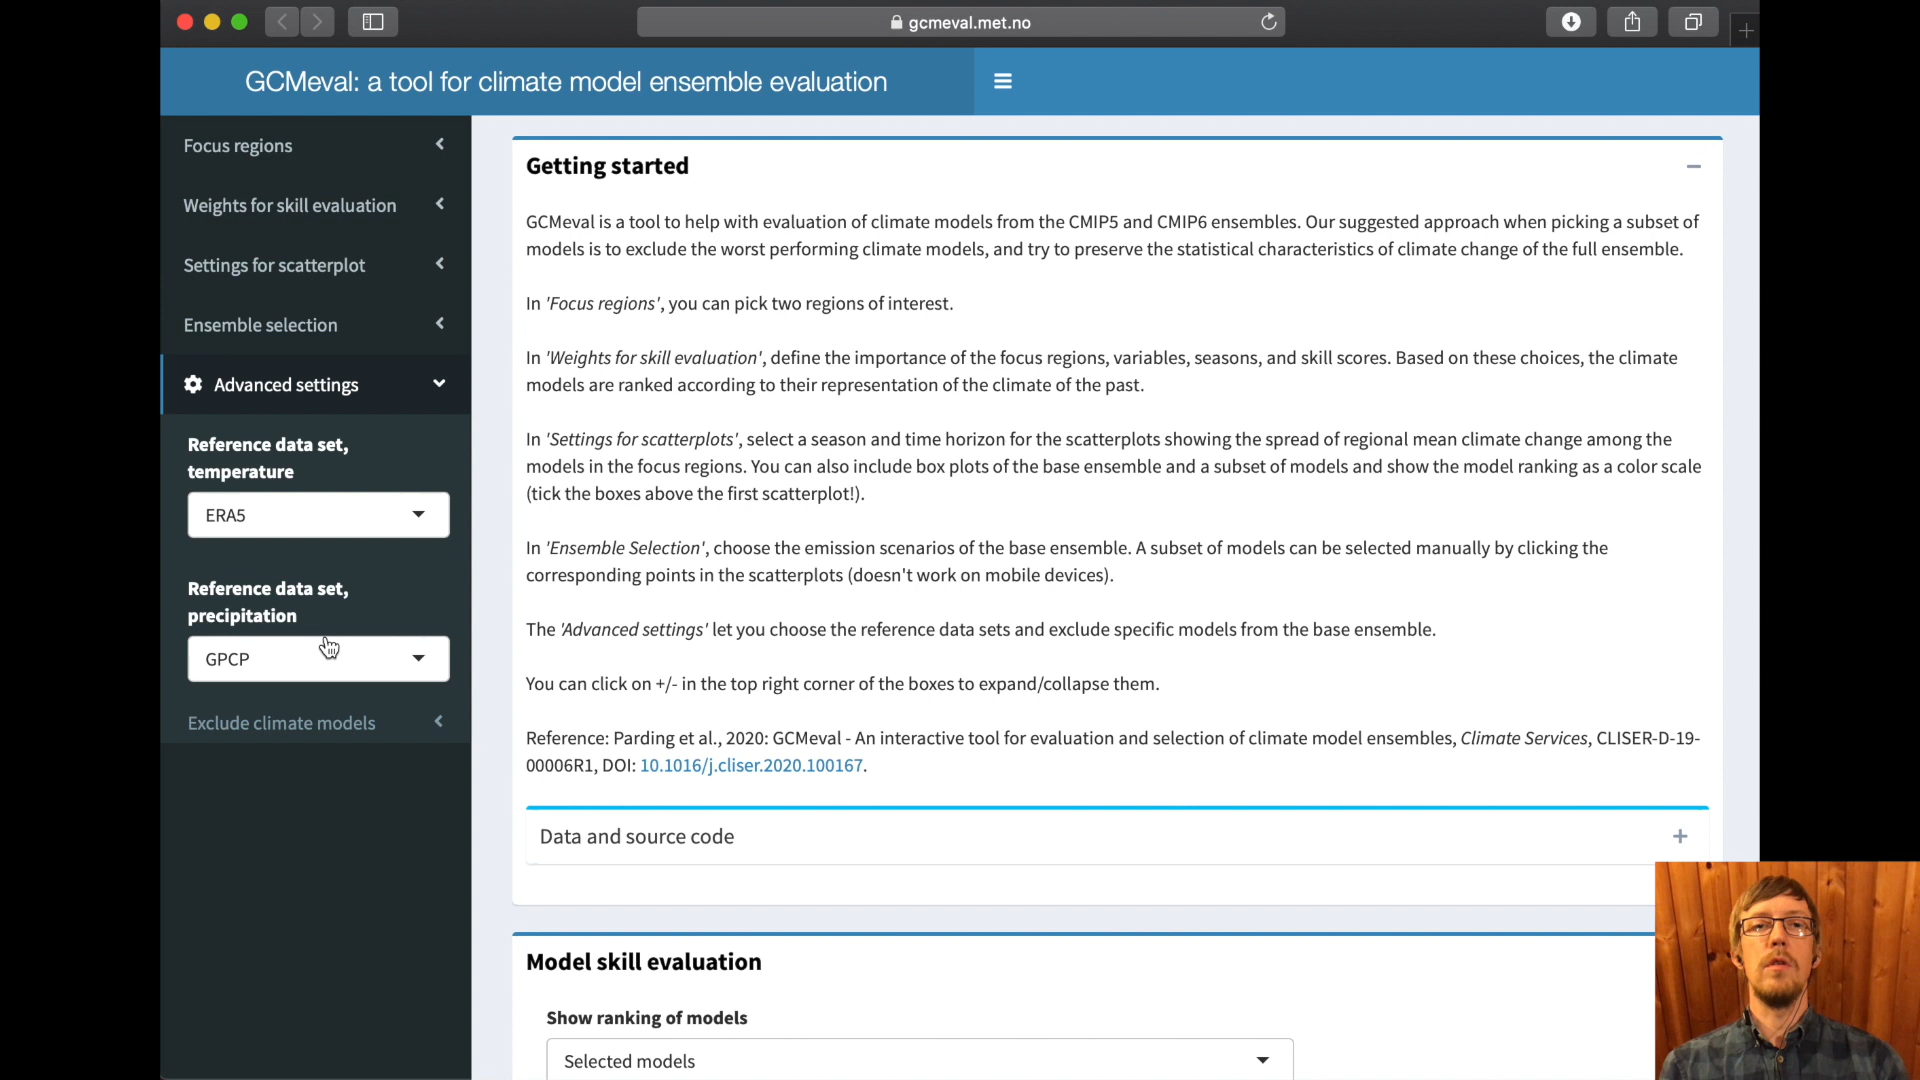 gcmeval.met.no
GCMeval: a tool for climate model ensemble evaluation
Focus regions
Weights for skill evaluation
Settings for scatterplot
Ensemble selection
Advanced settings
Reference data set,
temperature
ERA5
Reference data set,
precipitation
GPCP
Exclude climate models
Getting started
GCMeval is a tool to help with evaluation of climate models from the CMIP5 and CMIP6 ensembles. Our suggested approach when picking a subset of
models is to exclude the worst performing climate models, and try to preserve the statistical characteristics of climate change of the full ensemble.
In 'Focus regions', you can pick two regions of interest.
In 'Weights for skill evaluation', define the importance of the focus regions, variables, seasons, and skill scores. Based on these choices, the climate
models are ranked according to their representation of the climate of the past.
In 'Settings for scatterplots', select a season and time horizon for the scatterplots showing the spread of regional mean climate change among the
models in the focus regions. You can also include box plots of the base ensemble and a subset of models and show the model ranking as a color scale
(tick the boxes above the first scatterplot!).
In 'Ensemble Selection', choose the emission scenarios of the base ensemble. A subset of models can be selected manually by clicking the
corresponding points in the scatterplots (doesn't work on mobile devices).
The 'Advanced settings' let you choose the reference data sets and exclude specific models from the base ensemble.
You can click on +/- in the top right corner of the boxes to expand/collapse them.
Reference: Parding et al., 2020: GCMeval - An interactive tool for evaluation and selection of climate model ensembles, Climate Services, CLISER-D-19-
00006R1, DOI: 10.1016/j.cliser.2020.100167.
Data and source code
Model skill evaluation
Show ranking of models
Selected models